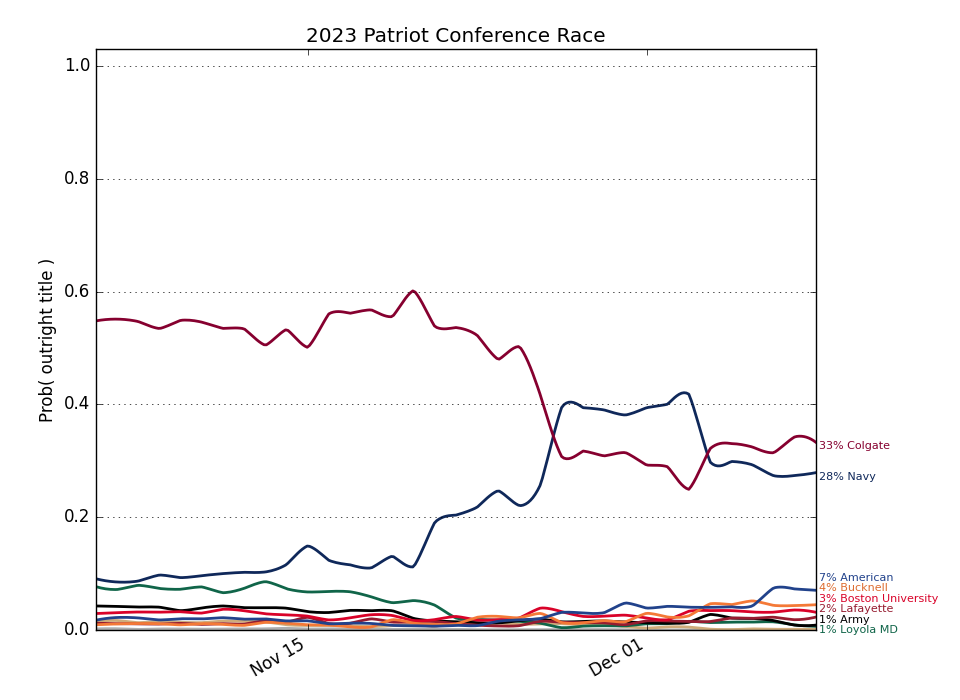 2023 Patriot Conference Race
Prob( outright title )
1.0
0.8
0.6
0.4
0.2
0.0
Nov 15
Dec 01
33% Colgate
28% Navy
7% American
4% Bucknell
3% Boston University
2% Lafayette
1% Army
1% Loyola MD